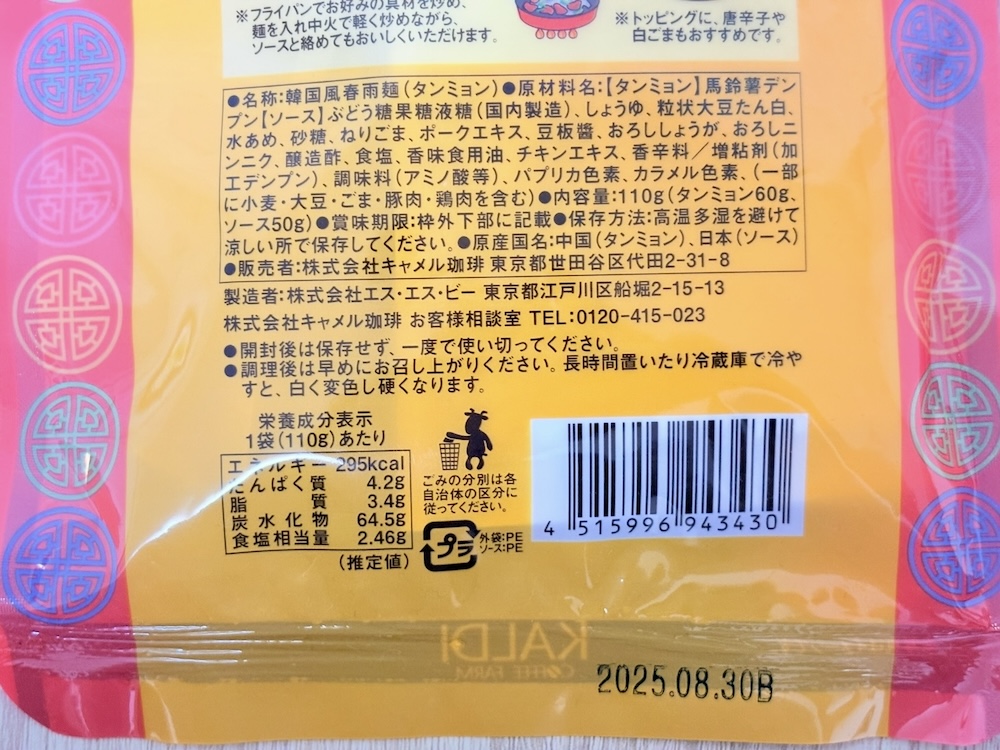 ※フライパンでお好みの具材を炒め、
麺を入れ中火で軽く炒めながら、
ソースと絡めてもおいしくいただけます。
※トッピングに、唐辛子や
白ごまもおすすめです。
●名称:韓国風春雨麺(タンミョン)●原材料名:【タンミョン】馬鈴薯デン
プン【ソース】ぶどう糖果糖液糖(国内製造)、しょうゆ、粒状大豆たん白、
水あめ、砂糖、ねりごま、ポークエキス、豆板醤、おろししょうが、おろしニ
ンニク、醸造酢、食塩、香味食用油、チキンエキス、香辛料/増粘剤(加
工デンプン)、調味料(アミノ酸等)、パプリカ色素、カラメル色素、(一部
に小麦・大豆・ごま・豚肉・鶏肉を含む)●内容量:110g(タンミョン60g、
ソース50g)●賞味期限:枠外下部に記載●保存方法:高温多湿を避けて
涼しい所で保存してください。●原産国名:中国(タンミョン)、日本(ソース)
●販売者:株式会社キャメル珈琲 東京都世田谷区代田2-31-8
製造者:株式会社エス・エス・ビー 東京都江戸川区船堀2-15-13
株式会社キャメル珈琲 お客様相談室 TEL:0120-415-023
●開封後は保存せず、一度で使い切ってください。
●調理後は早めにお召し上がりください。長時間置いたり冷蔵庫で冷や
すと、白く変色し硬くなります。
栄養成分表示
1袋(110g)あたり
エネルギー 295kcal
たんぱく質 4.2g
脂質 3.4g
炭水化物 64.5g
食塩相当量 2.46g
(推定値)
ごみの分別は各
自治体の区分に
従ってください。
プラ
外袋:PE
ソース:PE
4 515996 943430
KALDI
COFFEE FARM
2025.08.30B